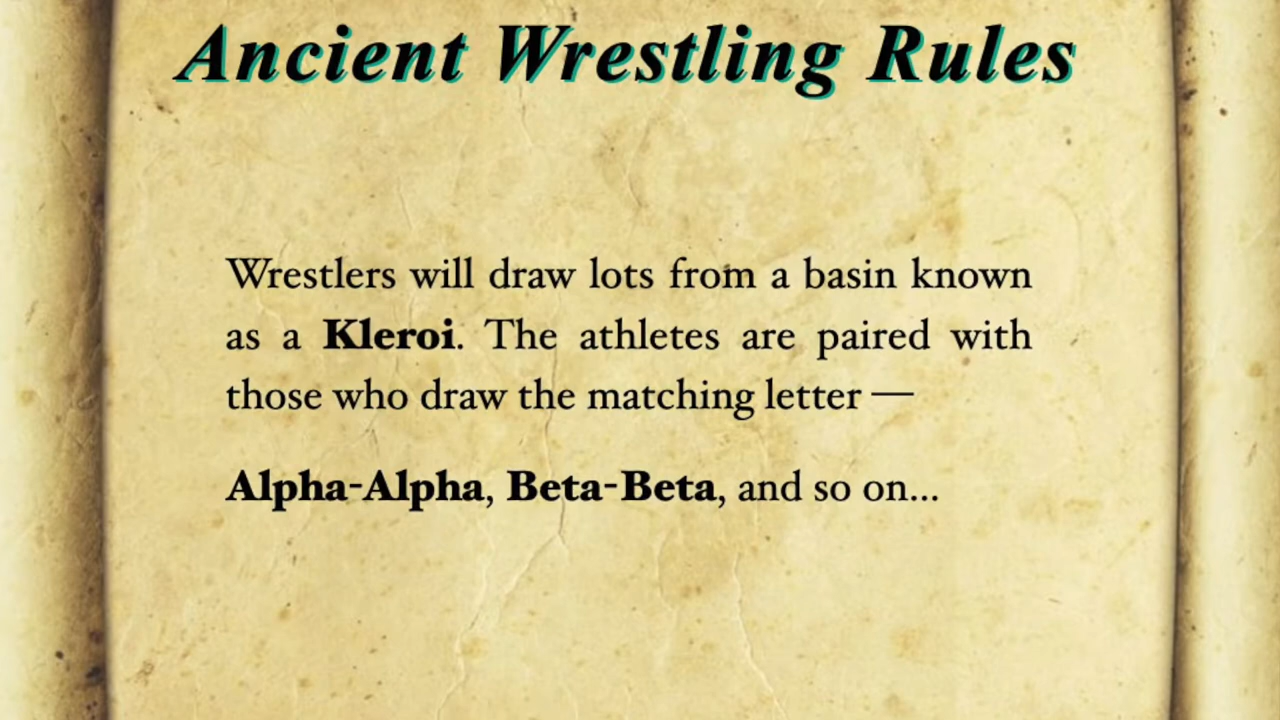 Ancient Wrestling Rules
Wrestlers will draw lots from a basin known
as a Kleroi. The athletes are paired with
those who draw the matching letter —
Alpha-Alpha, Beta-Beta, and so on...